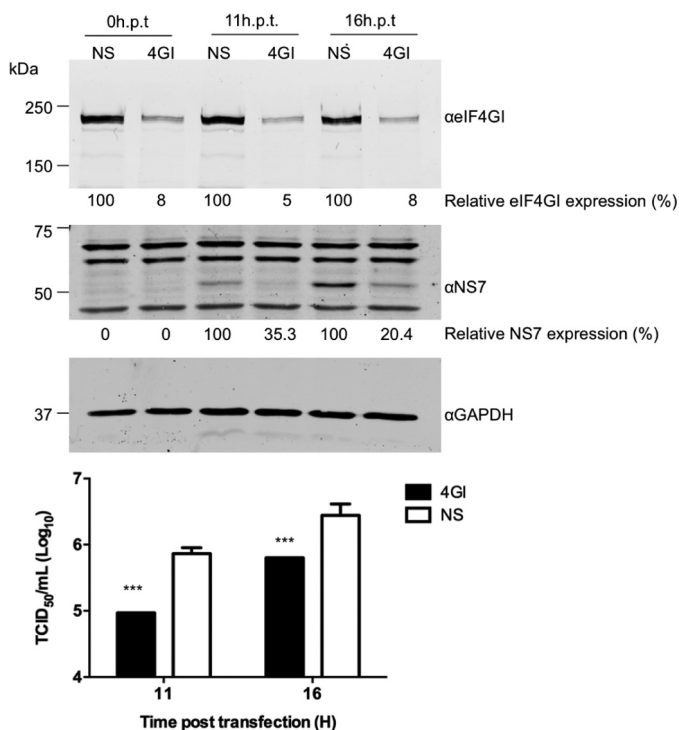 0h.p.t 11h.p.t. 16h.p.t
NS 4GI NS 4GI NS 4GI
kDa
250
αeIF4GI
150
100 8 100 5 100 8 Relative eIF4GI expression (%)
75
αNS7
50
0 0 100 35.3 100 20.4 Relative NS7 expression (%)
37 αGAPDH
7
6
5
4
TCID50/mL (Log10)
4GI
NS
***
***
11 16
Time post transfection (H)